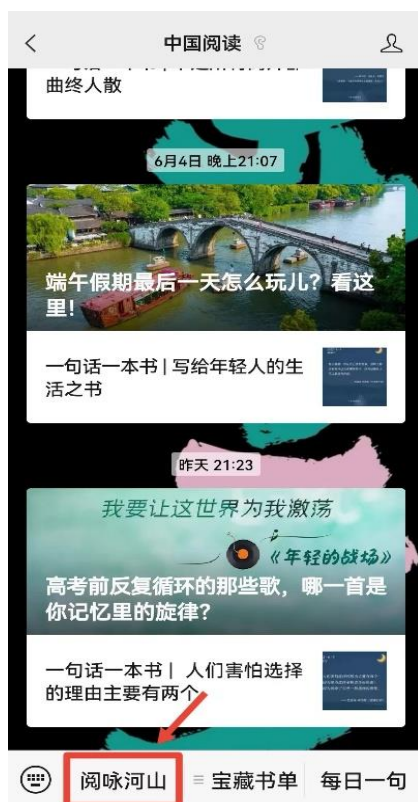 中国阅读
曲终人散
6月4日 晚上21:07
端午假期最后一天怎么玩儿？看这
里！
一句话一本书 | 写给年轻人的生
活之书
昨天 21:23
我要让这世界为我激荡
《年轻的战场》
高考前反复循环的那些歌，哪一首是
你记忆里的旋律？
一句话一本书 | 人们害怕选择
的理由主要有两个
阅咏河山
宝藏书单
每日一句